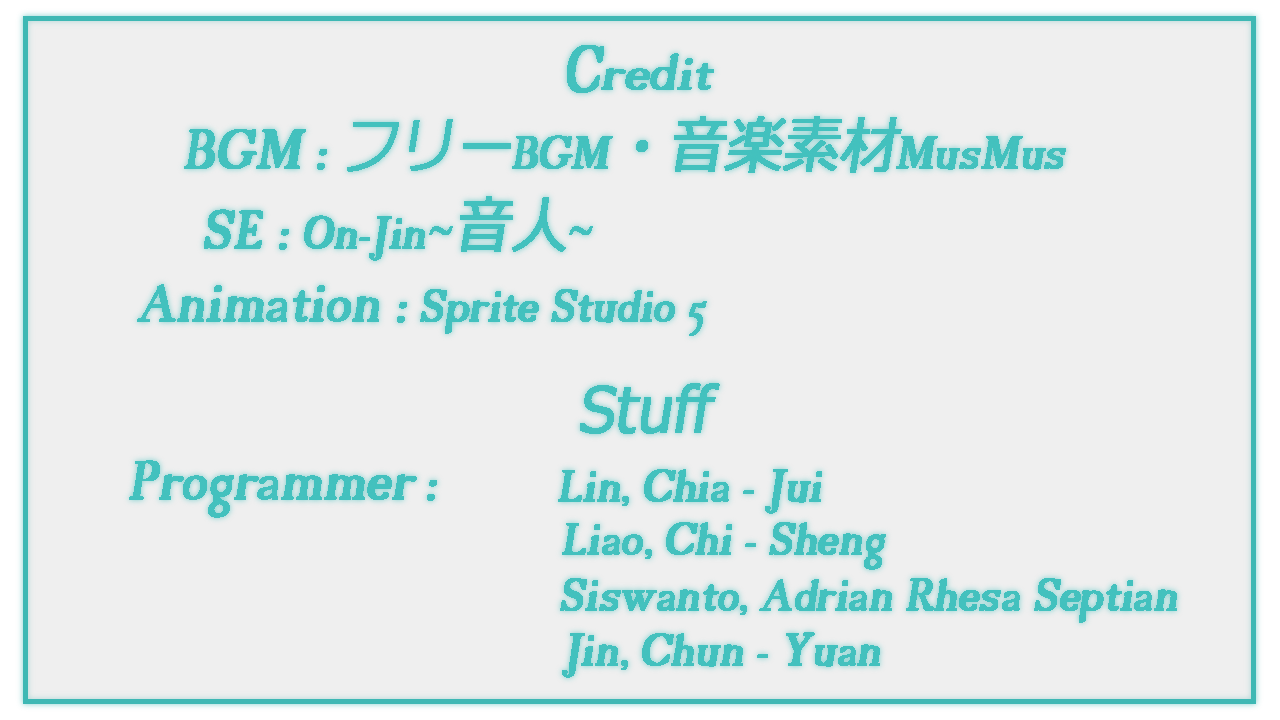 Credit
BGM : フリーBGM・音楽素材MusMus
SE : On-Jin~音人~
Animation : Sprite Studio 5
Stuff
Programmer : Lin, Chia - Jui
Liao, Chi - Sheng
Siswanto, Adrian Rhesa Septian
Jin, Chun - Yuan